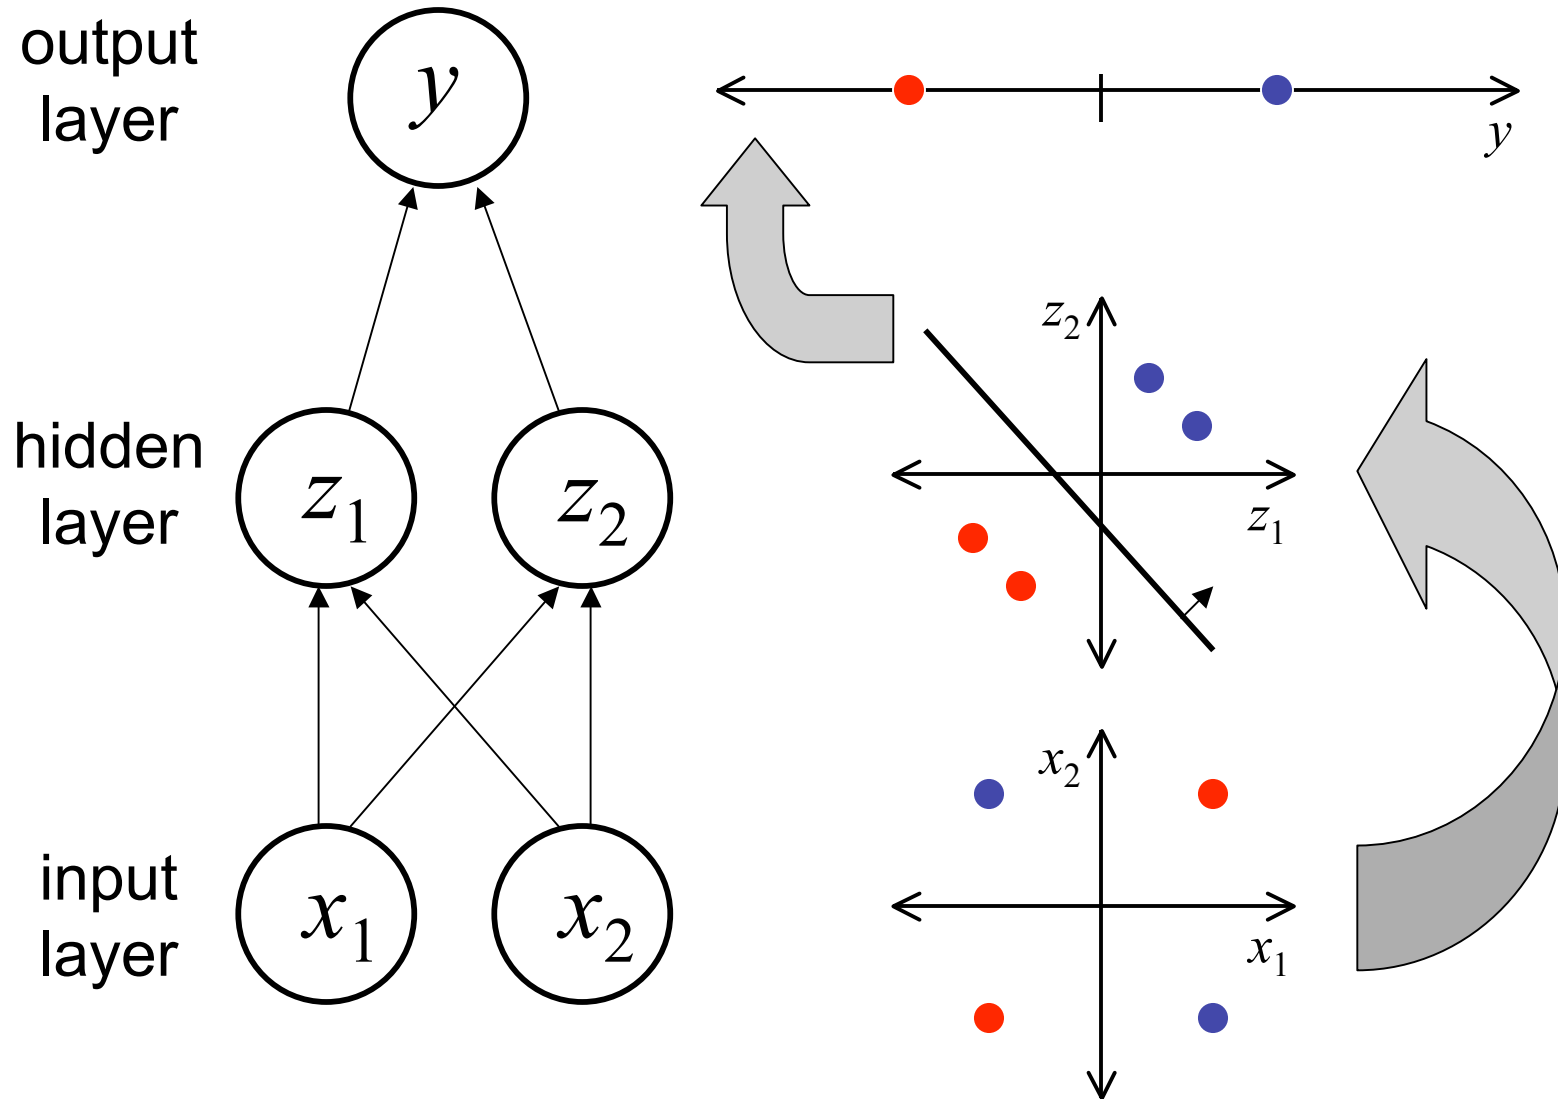 output
layer
y
y
hidden
layer
z₁
z₂
z₂
z₁
input
layer
x₁
x₂
x₂
x₁